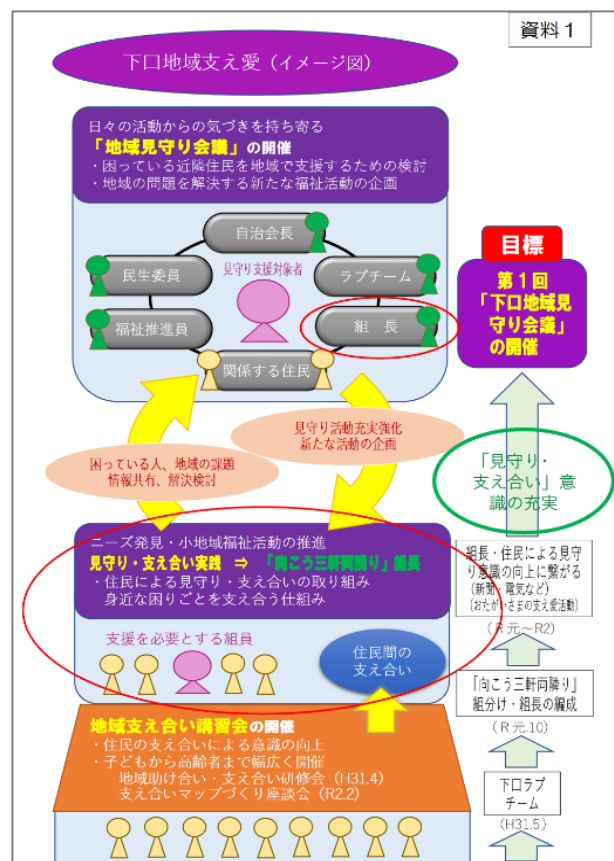 資料１
下口地域支え愛（イメージ図）
日々の活動からの気づきを持ち寄る
「地域見守り会議」の開催
・困っている近隣住民を地域で支援するための検討
・地域の問題を解決する新たな福祉活動の企画
自治会長
民生委員
見守り支援対象者
ラブチーム
福祉推進員
組　長
関係する住民
目標
第１回
「下口地域見
守り会議」
の開催
困っている人、地域の課題
情報共有、解決検討
見守り活動充実強化
新たな活動の企画
「見守り・
支え合い」意
識の充実
ニーズ発見・小地域福祉活動の推進
見守り・支え合い実践　⇒　「向こう三軒両隣り」組長
・住民による見守り・支え合いの取り組み
身近な困りごとを支え合う仕組み
支援を必要とする組員
住民間の
支え合い
組長・住民による見守
り意識の向上に繋がる
（新聞、電気など）
（おたがいさまの支え愛活動）
（Ｒ元～R2）
「向こう三軒両隣り」
組分け・組長の編成
（Ｒ元.10）
下口ラブ
チーム
（H31.5）
地域支え合い講習会の開催
・住民の支え合いによる意識の向上
・子どもから高齢者まで幅広く開催
地域助け合い・支え合い研修会（H31.4）
支え合いマップづくり座談会（R2.2）